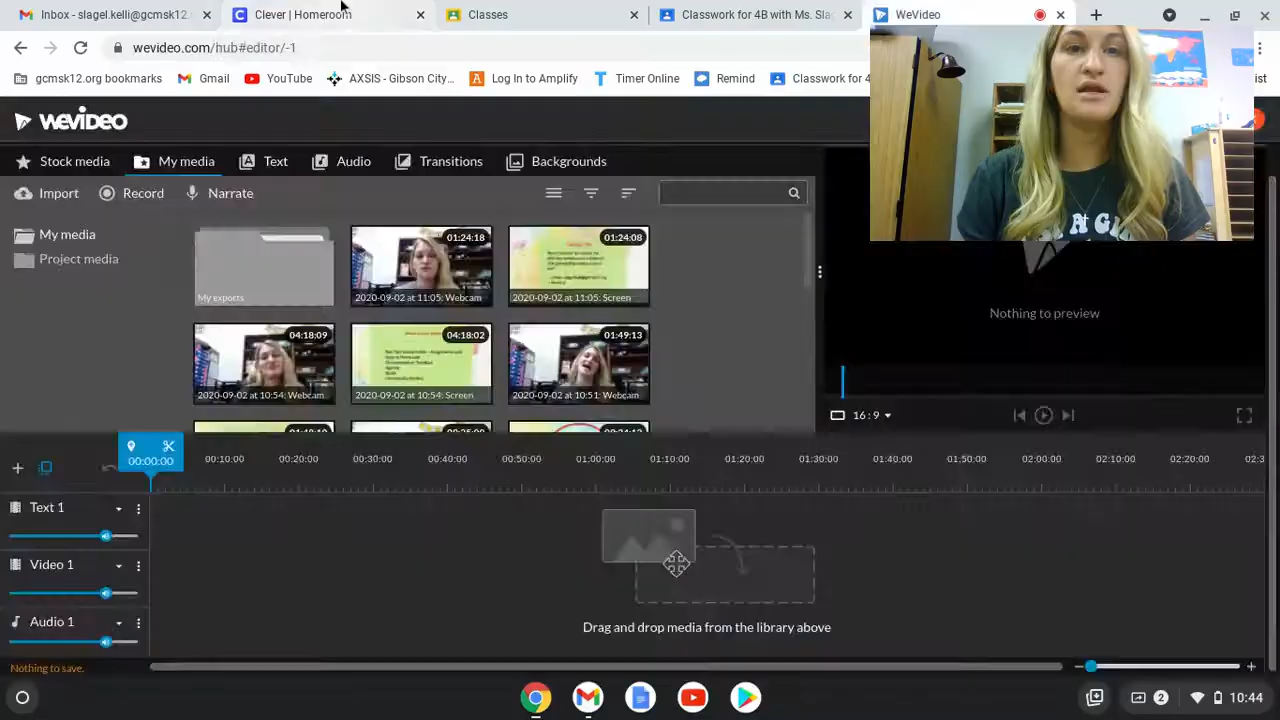 Inbox - slagel.kelli@gcmsk12.
Clever | Homeroom
Classes
Classwork for 4B with Ms. Sla
WeVideo
wevideo.com/hub#editor/-1
gcmsk12.org bookmarks
Gmail
YouTube
AXSIS - Gibson City...
Log In to Amplify
Timer Online
Remind
Classwork for 4
ist
WEVIDEO
Stock media
My media
Text
Audio
Transitions
Backgrounds
Import
Record
Narrate
My media
Project media
My exports
01:24:18
2020-09-02 at 11:05: Webcam
01:24:08
2020-09-02 at 11:05: Screen
04:18:09
2020-09-02 at 10:54: Webcam
04:18:02
2020-09-02 at 10:54: Screen
01:49:13
2020-09-02 at 10:51: Webcam
Nothing to preview
16:9
00:00:00
00:10:00
00:20:00
00:30:00
00:40:00
00:50:00
01:00:00
01:10:00
01:20:00
01:30:00
01:40:00
01:50:00
02:00:00
02:10:00
02:20:00
02:3
Text 1
Video 1
Audio 1
Drag and drop media from the library above
Nothing to save.
2
10:44